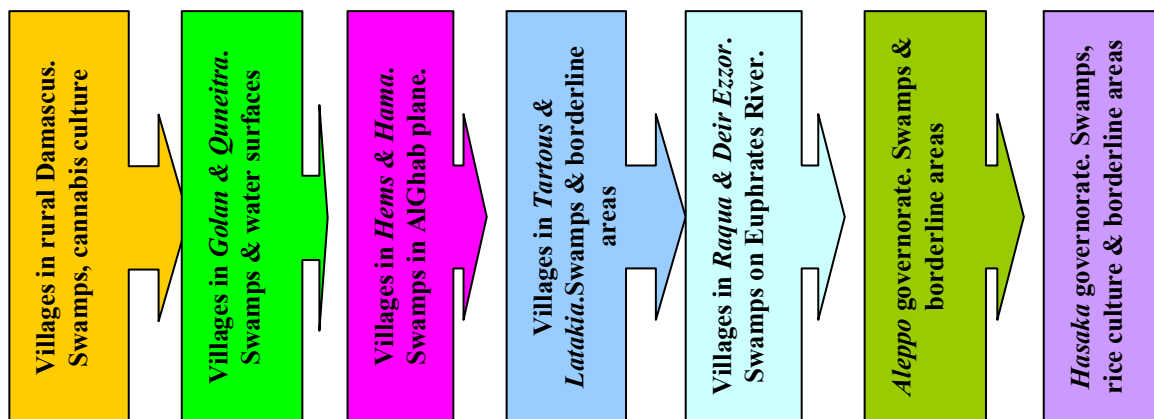 Villages in rural Damascus.
Swamps, cannabis culture
Villages in Golan & Quneitra.
Swamps & water surfaces
Villages in Hems & Hama.
Swamps in AlGhab plane.
Villages in Tartous &
Latakia.Swamps & borderline
areas
Villages in Raqua & Deir Ezzor.
Swamps on Euphrates River.
Aleppo governorate. Swamps &
borderline areas
Hasaka governorate. Swamps,
rice culture & borderline areas